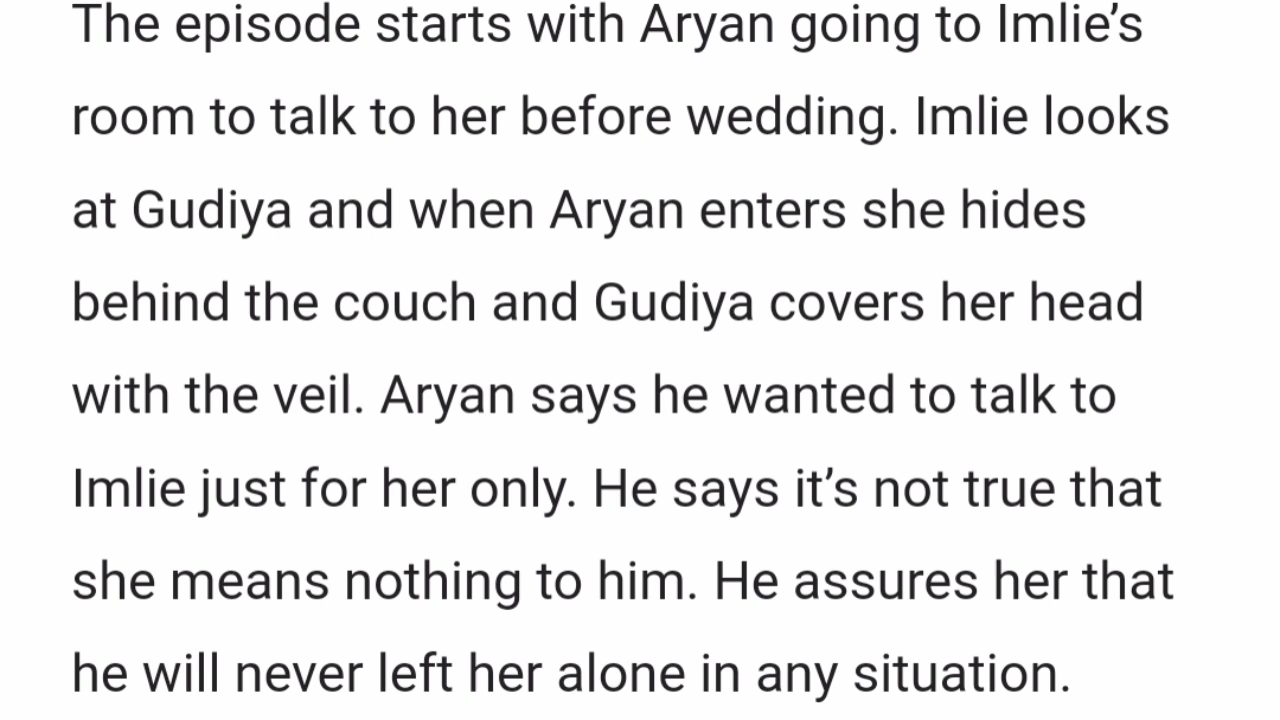 The episode starts with Aryan going to Imlie’s
room to talk to her before wedding. Imlie looks
at Gudiya and when Aryan enters she hides
behind the couch and Gudiya covers her head
with the veil. Aryan says he wanted to talk to
Imlie just for her only. He says it’s not true that
she means nothing to him. He assures her that
he will never left her alone in any situation.